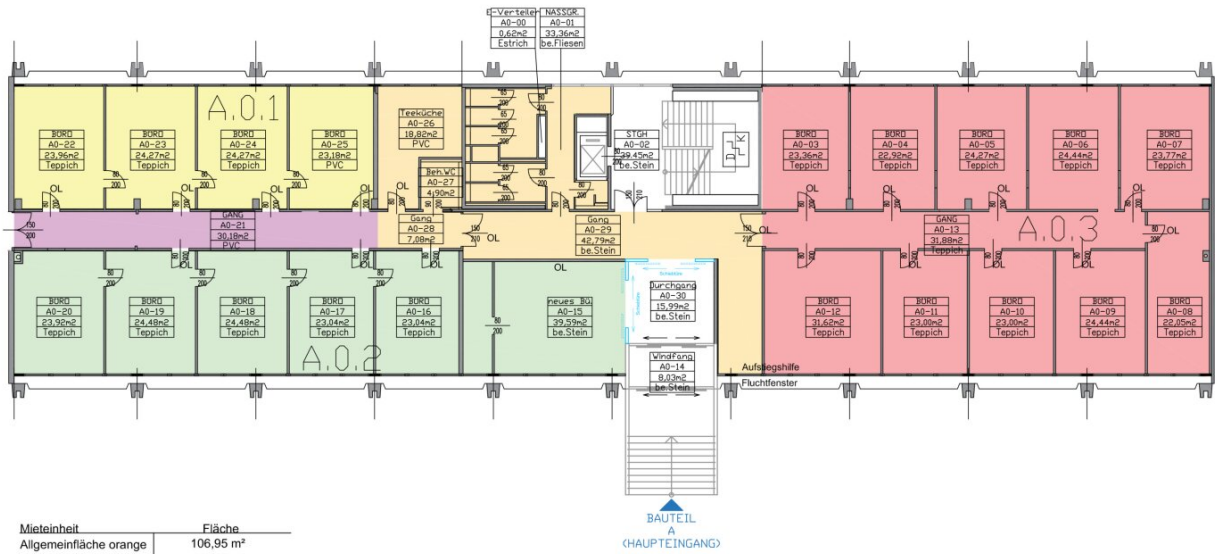 E-Verteiler
A0-00
0,62m2
Estrich
NASSGR.
A0-01
33,36m2
be.Fliesen
A.0.1
BÜRO
A0-22
23,96m2
Teppich
BÜRO
A0-23
24,27m2
Teppich
BÜRO
A0-24
24,27m2
Teppich
BÜRO
A0-25
23,18m2
PVC
Teeküche
A0-26
18,82m2
PVC
Beh.WC
A0-27
4,90m2
STGH
A0-02
39.45m2
be.Stein
BÜRO
A0-03
23,36m2
Teppich
BÜRO
A0-04
22,92m2
Teppich
BÜRO
A0-05
24,27m2
Teppich
BÜRO
A0-06
24,44m2
Teppich
BÜRO
A0-07
23,77m2
Teppich
GANG
A0-21
30,18m2
PVC
Gang
A0-28
7,08m2
Gang
A0-29
42,79m2
be.Stein
GANG
A0-13
31,88m2
Teppich
A.0.3
OL
OL
OL
OL
BÜRO
A0-20
23,92m2
Teppich
BÜRO
A0-19
24,48m2
Teppich
BÜRO
A0-18
24,48m2
Teppich
BÜRO
A0-17
23,04m2
Teppich
BÜRO
A0-16
23,04m2
Teppich
A.0.2
neues Bü.
A0-15
39,59m2
be.Stein
Durchgang
A0-30
15,99m2
be.Stein
Windfang
A0-14
8,03m2
be.Stein
BÜRO
A0-12
31,62m2
Teppich
BÜRO
A0-11
23,00m2
Teppich
BÜRO
A0-10
23,00m2
Teppich
BÜRO
A0-09
24,44m2
Teppich
BÜRO
A0-08
22,05m2
Teppich
Aufstiegshilfe
Fluchtfenster
BAUTEIL
A
(HAUPTEINGANG)
Mieteinheit Fläche
Allgemeinfläche orange 106,95 m²